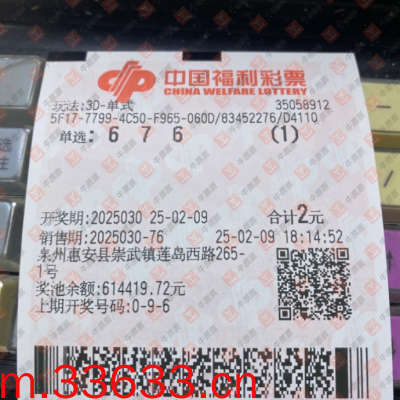 中国福利彩票
CHINA WELFARE LOTTERY
玩法:3D-单式 35058912
5F17-7799-4C50-F965-060D/83452276/D411Q
单选: 6 7 6 (1)
开奖期:2025030 25-02-09 合计2元
销售期:2025030-76 25-02-09 18:14:52
泉州惠安县崇武镇莲岛西路265-
1号
奖池余额:614419.72元
上期开奖号码:0-9-6
m.33633.cn